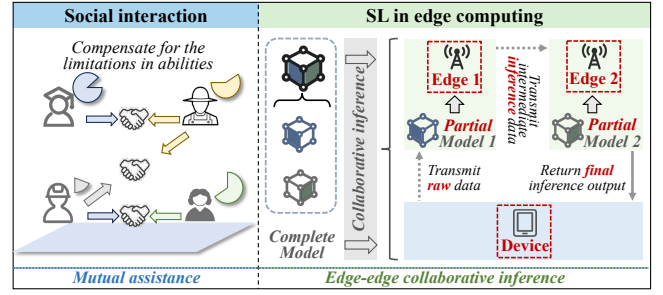 Social interaction
SL in edge computing
Compensate for the
limitations in abilities
Mutual assistance
Complete
Model
Collaborative inference
Edge 1
Edge 2
Transmit
intermediate
inference data
Partial
Model 1
Partial
Model 2
Transmit
raw data
Return final
inference output
Device
Edge-edge collaborative inference